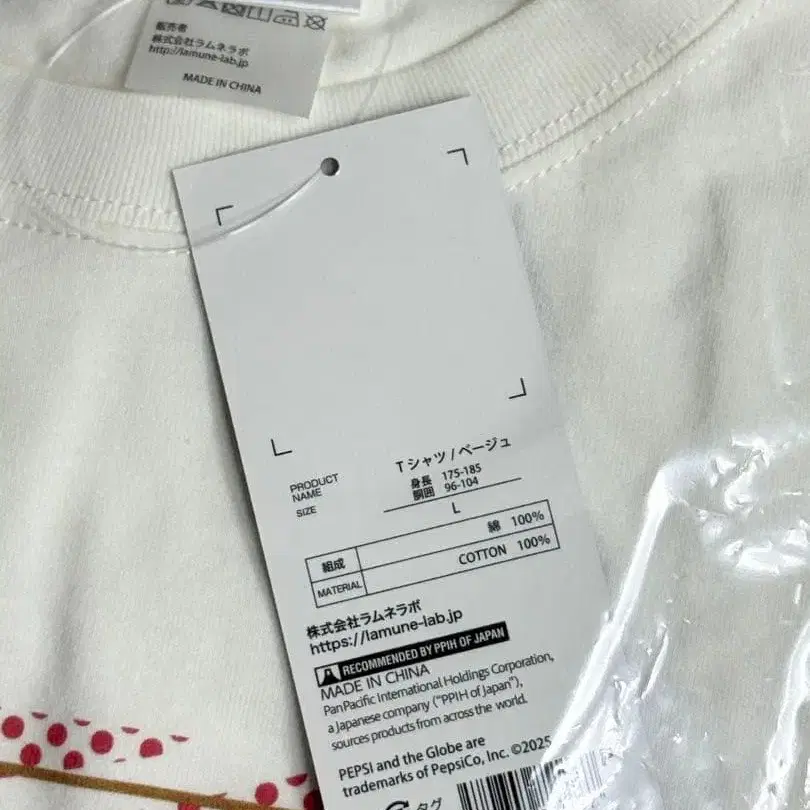 販売者
株式会社ラムネラボ
http://lamune-lab.jp
MADE IN CHINA
PRODUCT NAME Tシャツ/ベージュ
SIZE 身長 175-185
胴囲 96-104
L
組成 綿 100%
MATERIAL COTTON 100%
株式会社ラムネラボ
https://lamune-lab.jp
RECOMMENDED BY PPIH OF JAPAN
MADE IN CHINA
Pan Pacific International Holdings Corporation,
a Japanese company ("PPIH of Japan"),
sources products from across the world.
PEPSI and the Globe are
trademarks of PepsiCo, Inc. ©2025
タグ